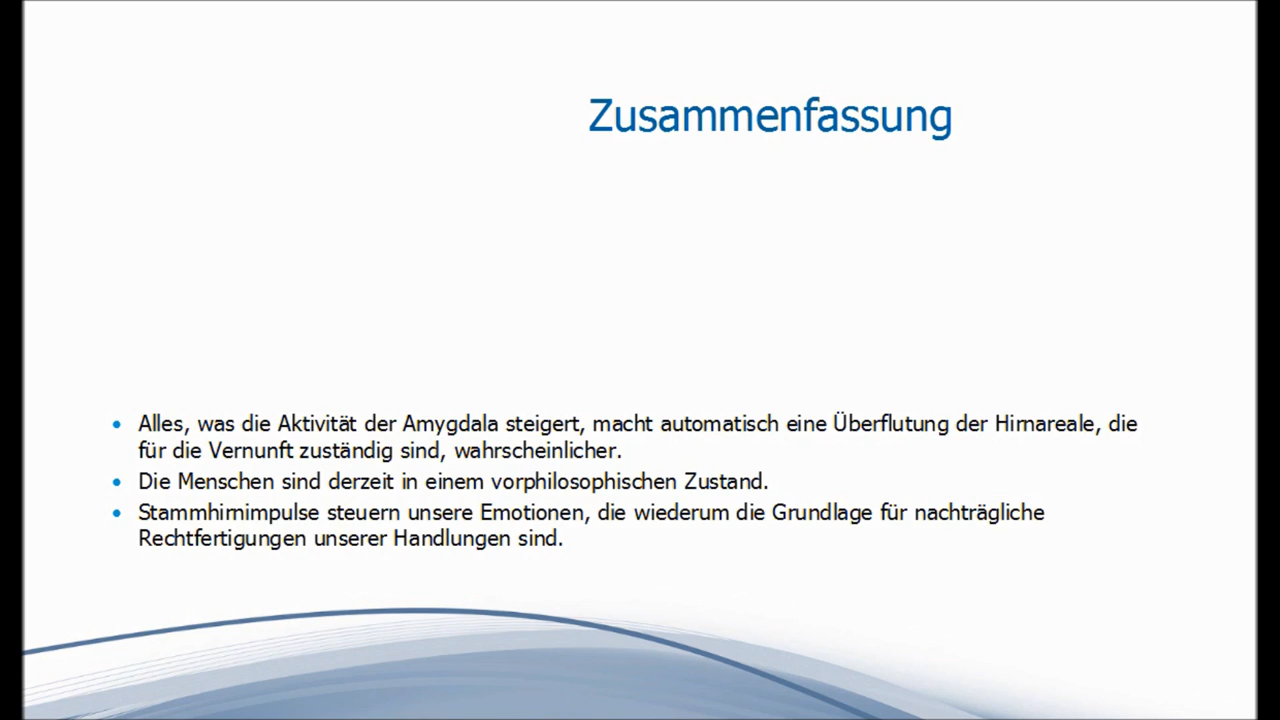 Zusammenfassung
• Alles, was die Aktivität der Amygdala steigert, macht automatisch eine Überflutung der Hirnareale, die
für die Vernunft zuständig sind, wahrscheinlicher.
• Die Menschen sind derzeit in einem vorphilosophischen Zustand.
• Stammhirnimpulse steuern unsere Emotionen, die wiederum die Grundlage für nachträgliche
Rechtfertigungen unserer Handlungen sind.